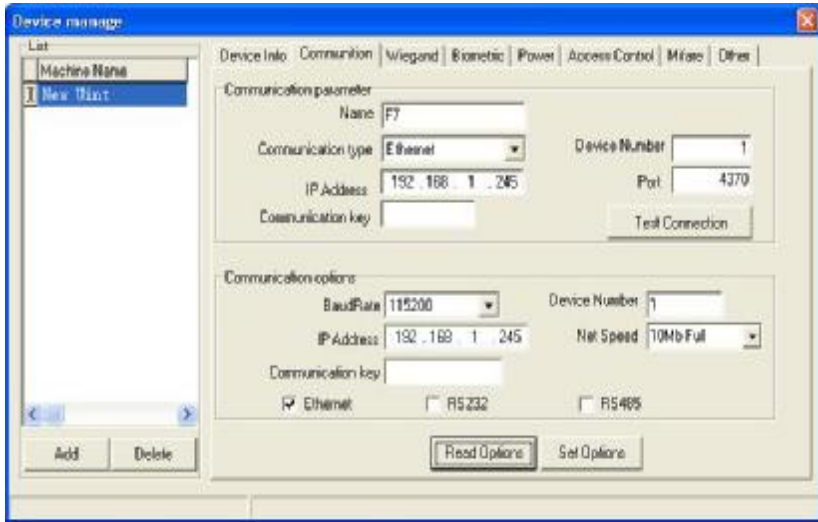 Device manage
List
Machine Name
1 New Uint
Device Info Communition Wiegand Biometric Power Access Control Mifare Other
Communication parameter
Name F7
Communication type Ethernet Device Number 1
IP Address 192 . 168 . 1 . 245 Port 4370
Communication key Test Connection
Communication options
BaudRate 115200 Device Number 1
IP Address 192 . 168 . 1 . 245 Net Speed 10Mb Full
Communication key
Ethernet RS232 RS485
Add Delete Read Options Set Options